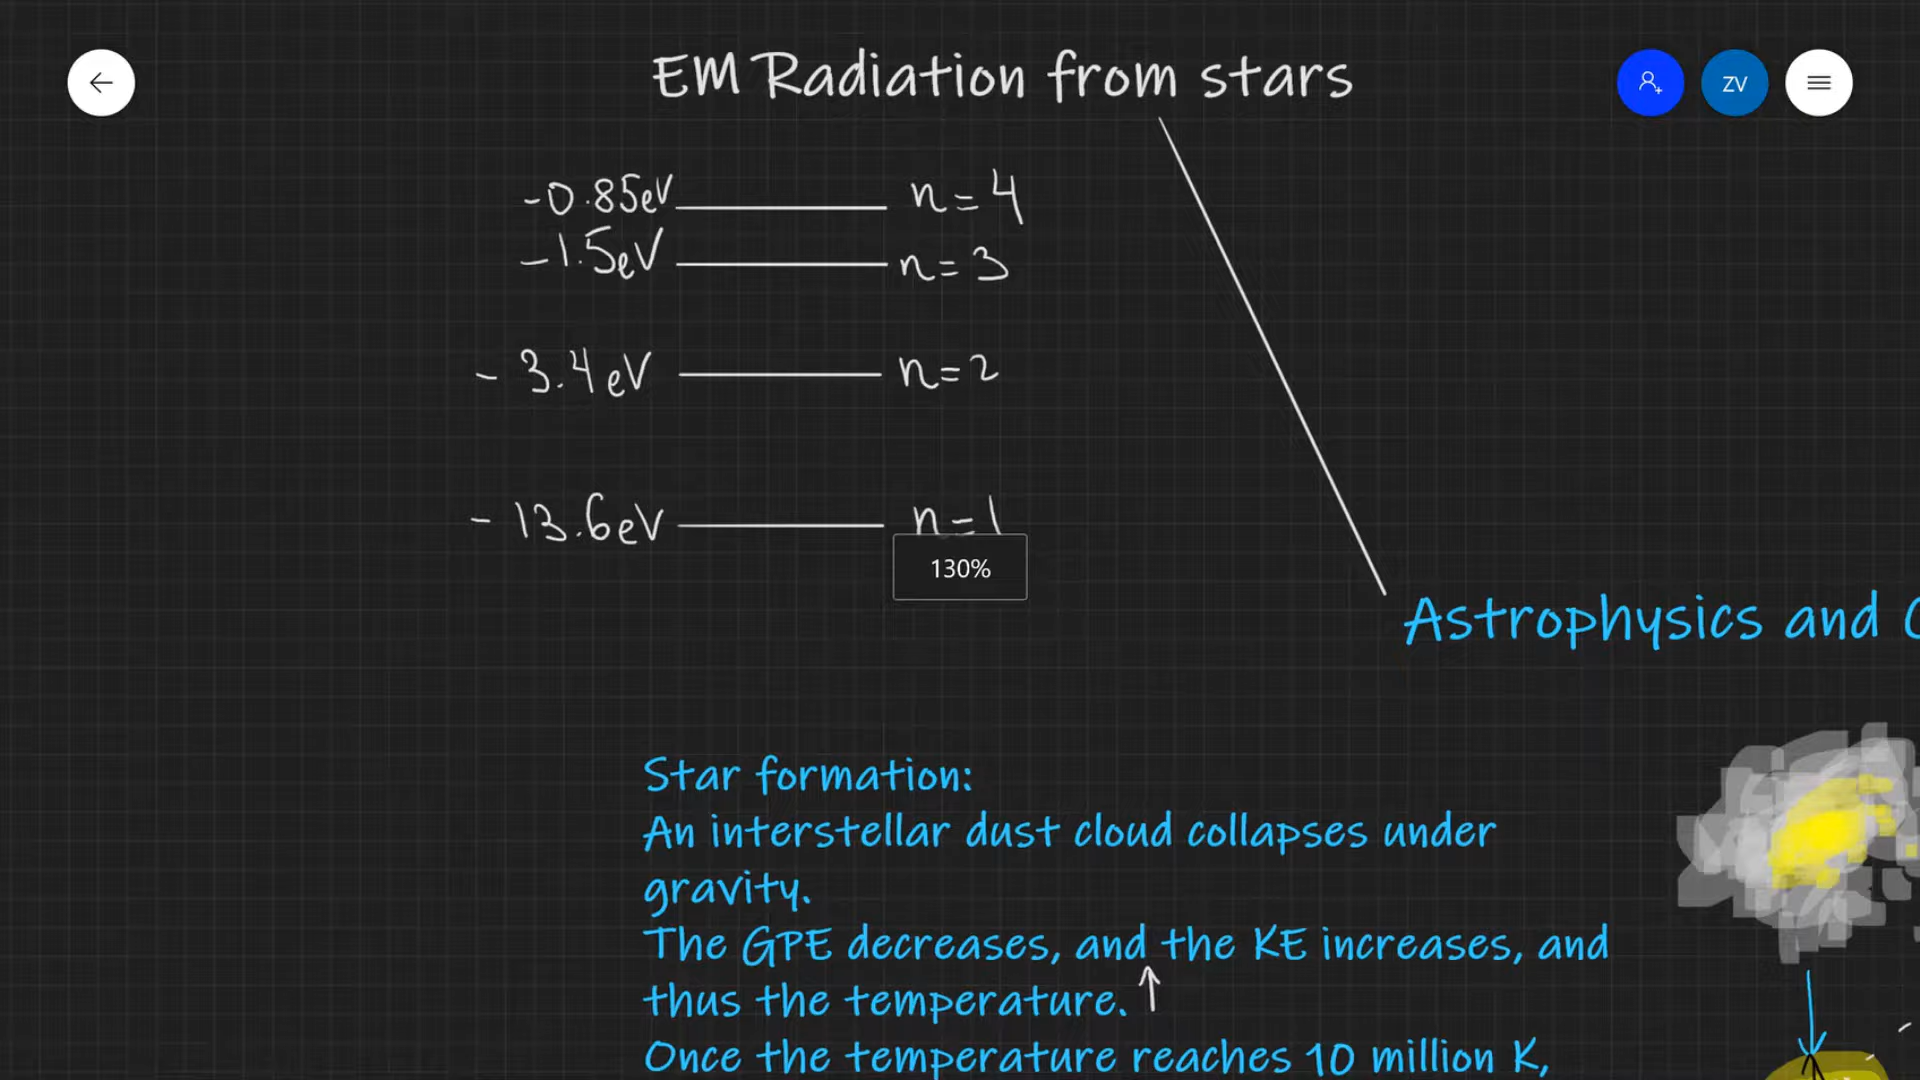 EM Radiation from stars
ZV
-0.85eV n=4
-1.5eV n=3
- 3.4eV n=2
- 13.6eV n=1
130%
Astrophysics and
Star formation:
An interstellar dust cloud collapses under
gravity.
The GPE decreases, and the KE increases, and
thus the temperature. ↑
Once the temperature reaches 10 million K,